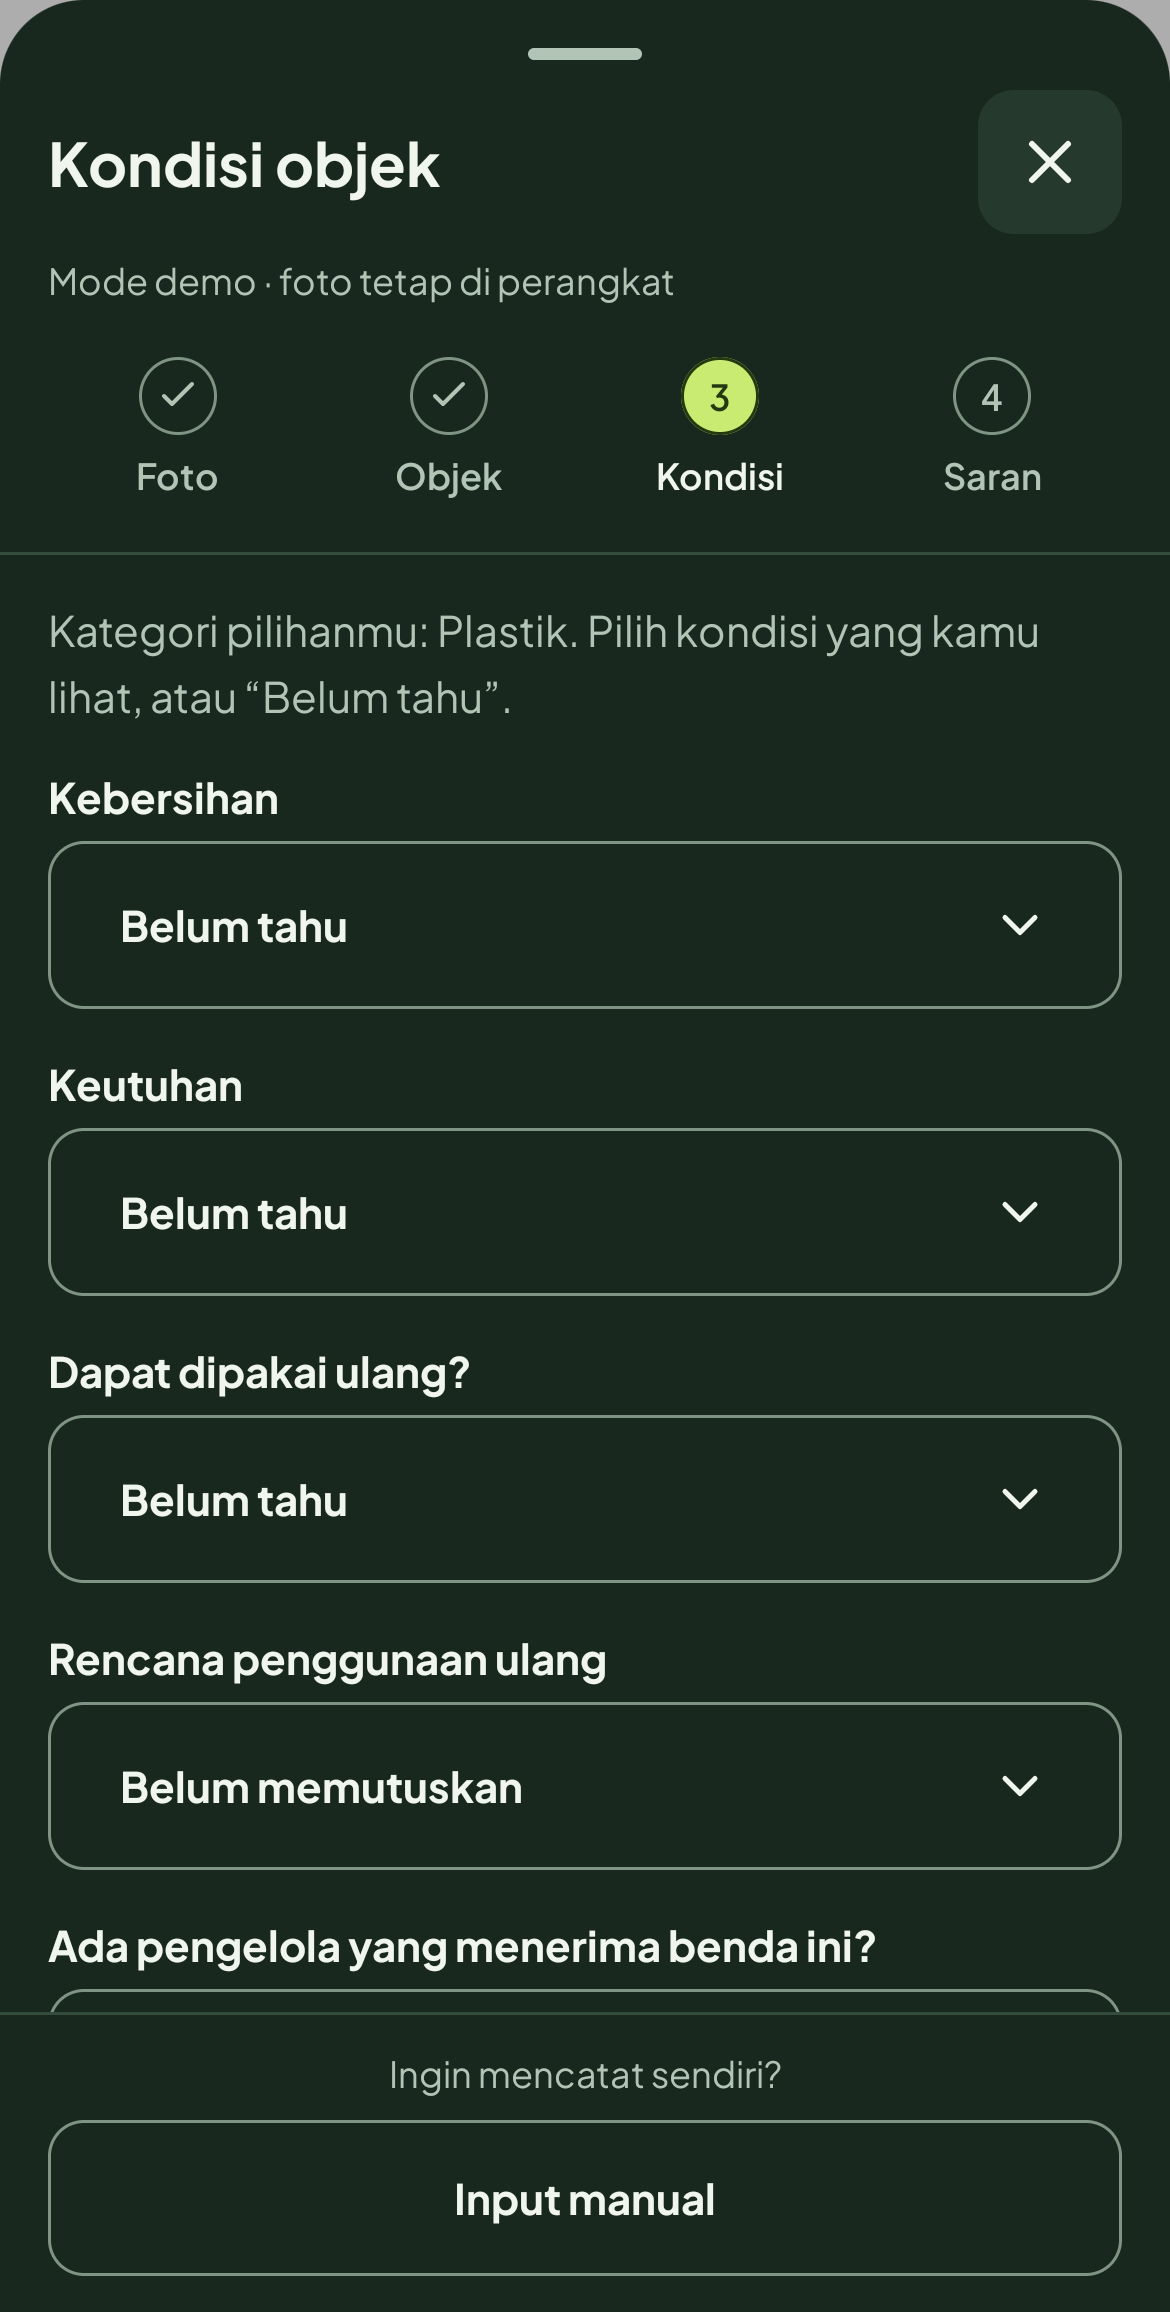 Kondisi objek
Mode demo · foto tetap di perangkat
3
4
Foto
Objek
Kondisi
Saran
Kategori pilihanmu: Plastik. Pilih kondisi yang kamu
lihat, atau “Belum tahu”.
Kebersihan
Belum tahu
Keutuhan
Belum tahu
Dapat dipakai ulang?
Belum tahu
Rencana penggunaan ulang
Belum memutuskan
Ada pengelola yang menerima benda ini?
Ingin mencatat sendiri?
Input manual